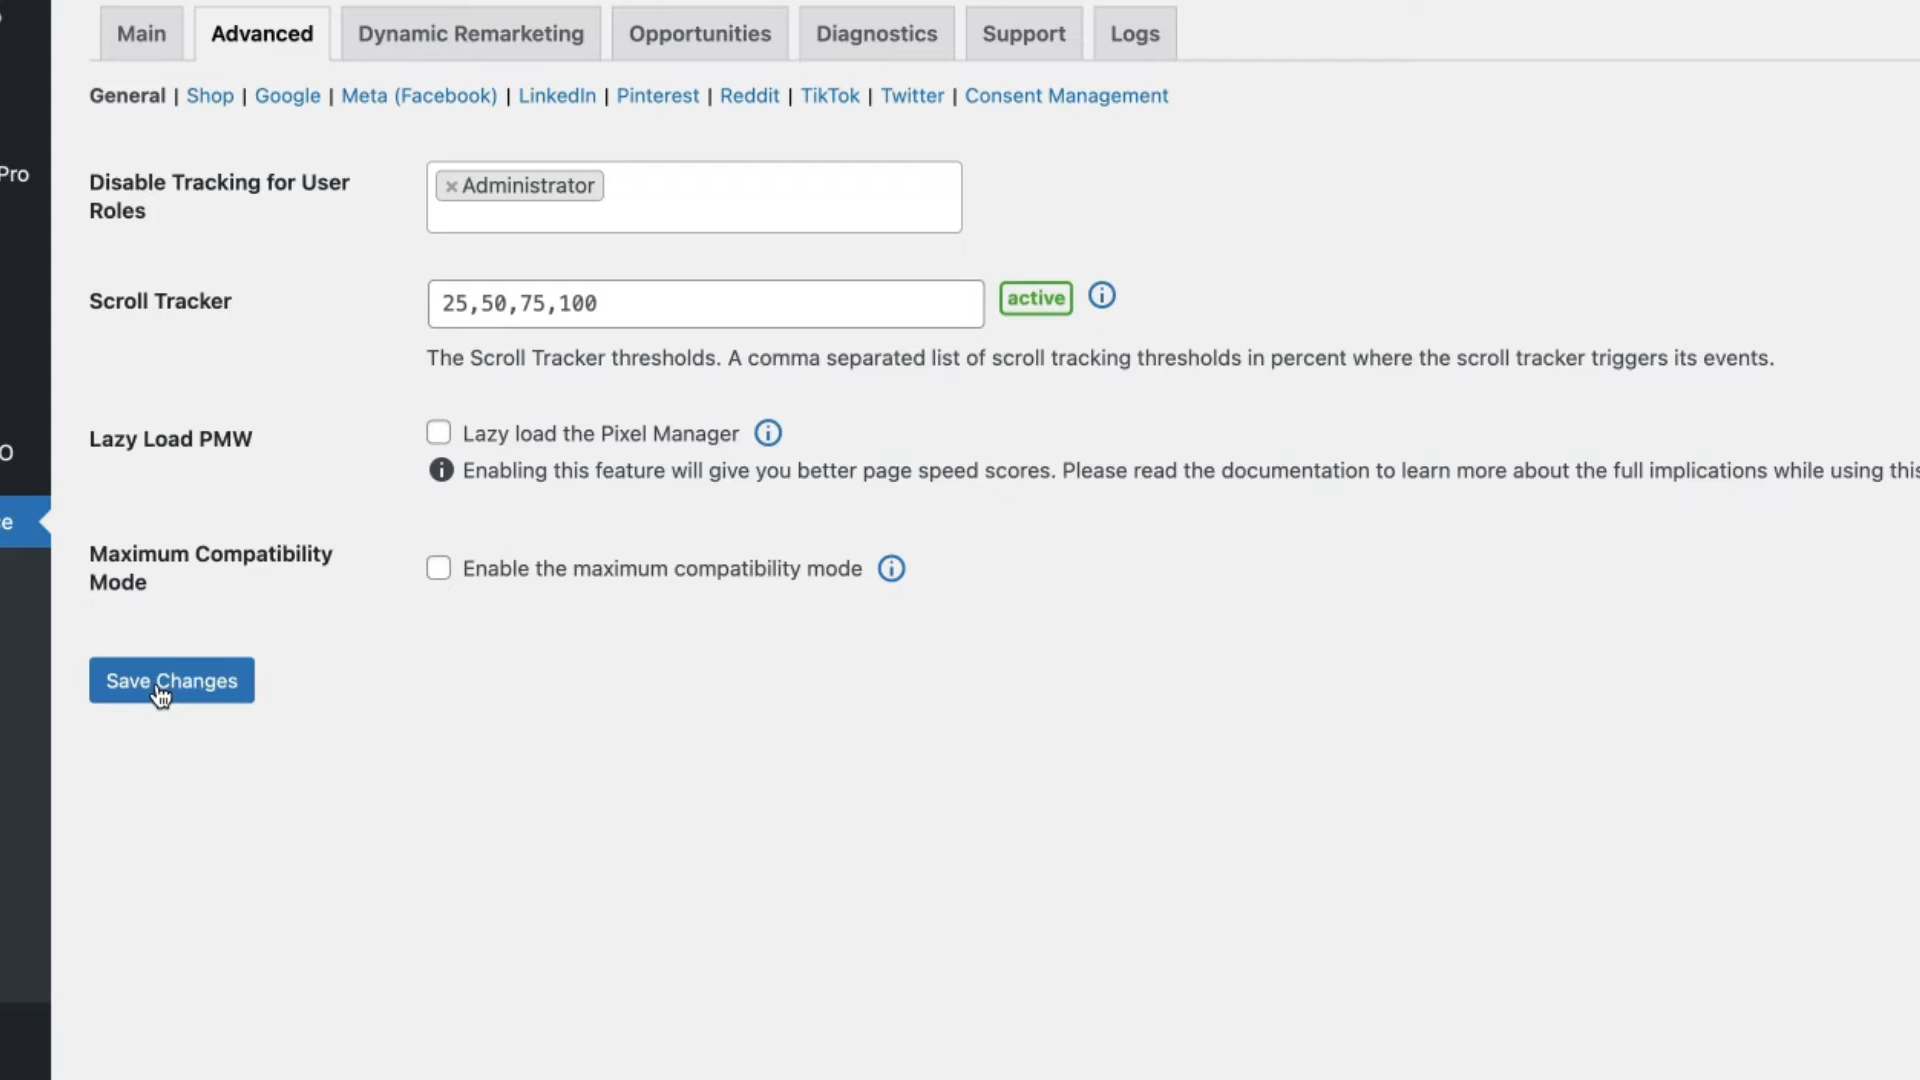 Main Advanced Dynamic Remarketing Opportunities Diagnostics Support Logs
General | Shop | Google | Meta (Facebook) | LinkedIn | Pinterest | Reddit | TikTok | Twitter | Consent Management
Pro
Disable Tracking for User
Roles
× Administrator
Scroll Tracker
25,50,75,100
active
The Scroll Tracker thresholds. A comma separated list of scroll tracking thresholds in percent where the scroll tracker triggers its events.
Lazy Load PMW
Lazy load the Pixel Manager
Enabling this feature will give you better page speed scores. Please read the documentation to learn more about the full implications while using this
O
e
Maximum Compatibility
Mode
Enable the maximum compatibility mode
Save Changes